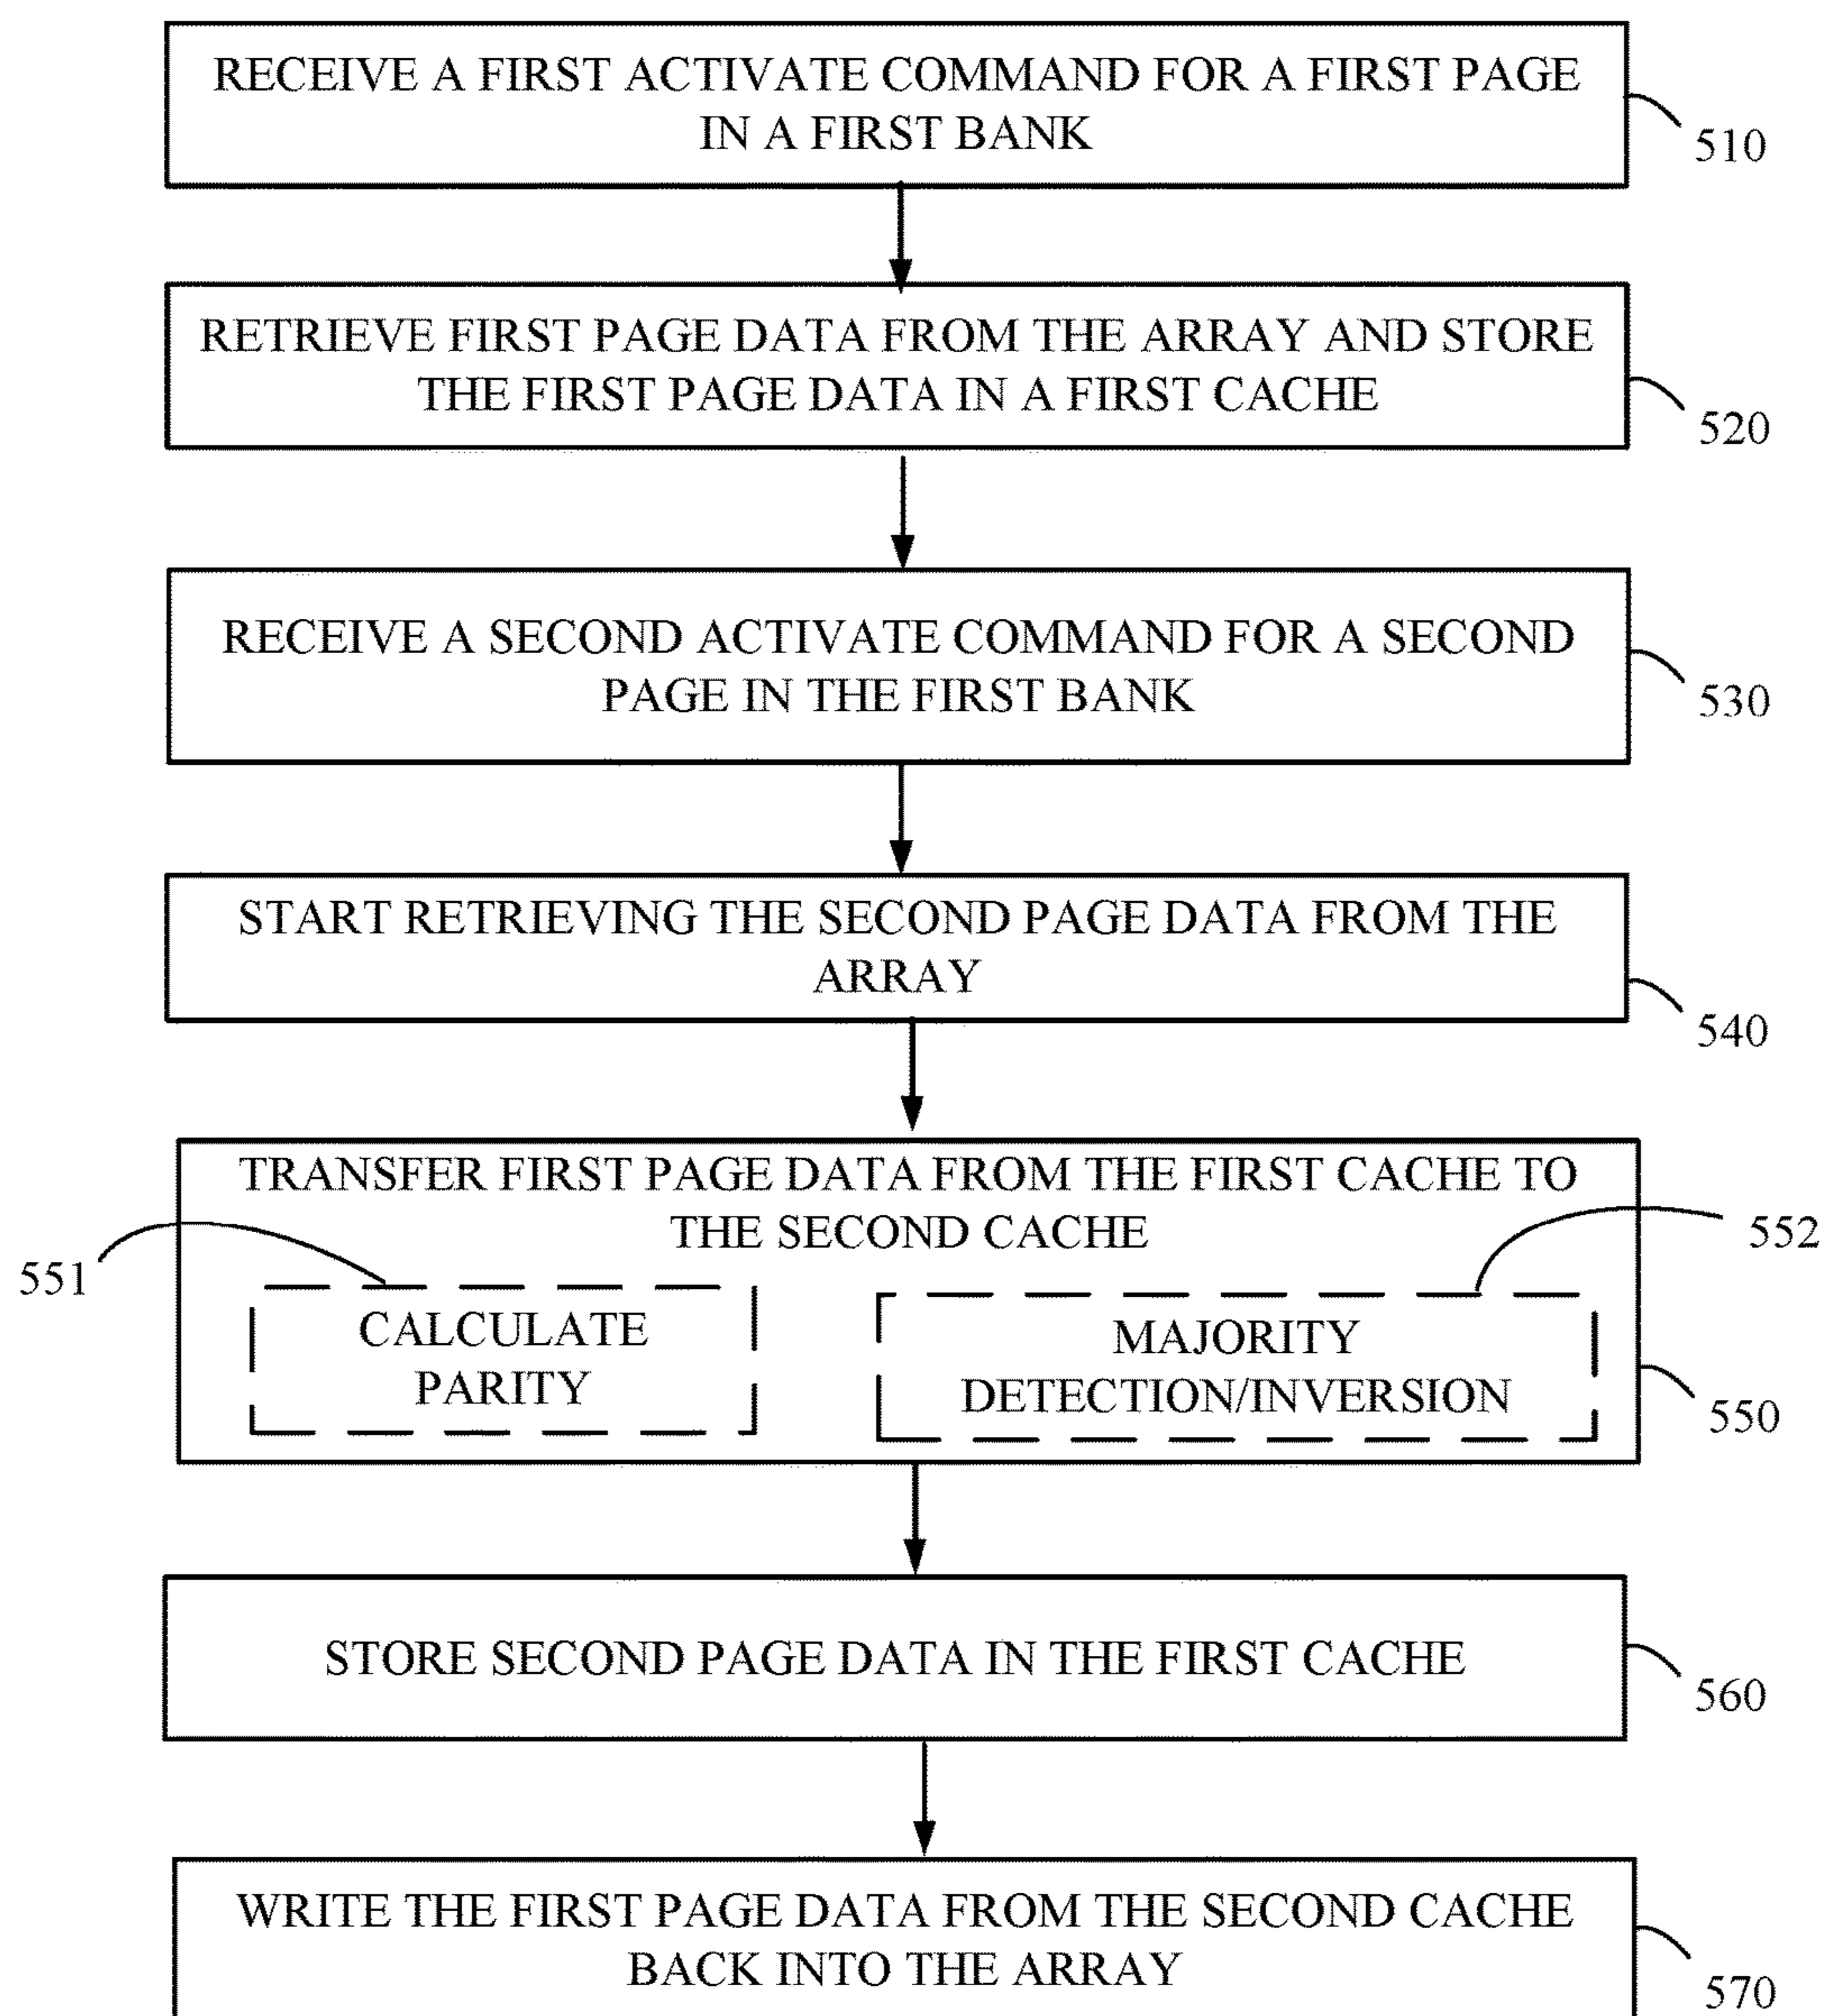 RECEIVE A FIRST ACTIVATE COMMAND FOR A FIRST PAGE
IN A FIRST BANK
510
RETRIEVE FIRST PAGE DATA FROM THE ARRAY AND STORE
THE FIRST PAGE DATA IN A FIRST CACHE
520
RECEIVE A SECOND ACTIVATE COMMAND FOR A SECOND
PAGE IN THE FIRST BANK
530
START RETRIEVING THE SECOND PAGE DATA FROM THE
ARRAY
540
TRANSFER FIRST PAGE DATA FROM THE FIRST CACHE TO
THE SECOND CACHE
551
552
CALCULATE
PARITY
MAJORITY
DETECTION/INVERSION
550
STORE SECOND PAGE DATA IN THE FIRST CACHE
560
WRITE THE FIRST PAGE DATA FROM THE SECOND CACHE
BACK INTO THE ARRAY
570